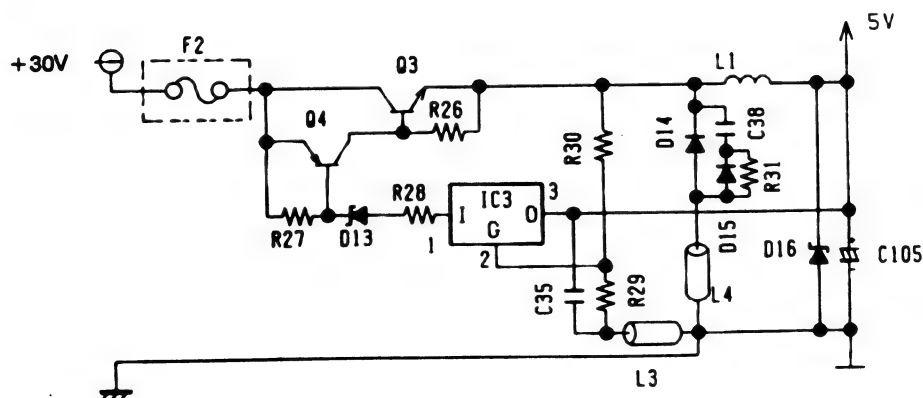 5V
+30V
F2
Q3
L1
Q4
R26
R30
D14
C38
R31
R28
IC3
3
I
O
G
R27
D13
1
2
D15
D16
C105
C35
R29
L4
L3